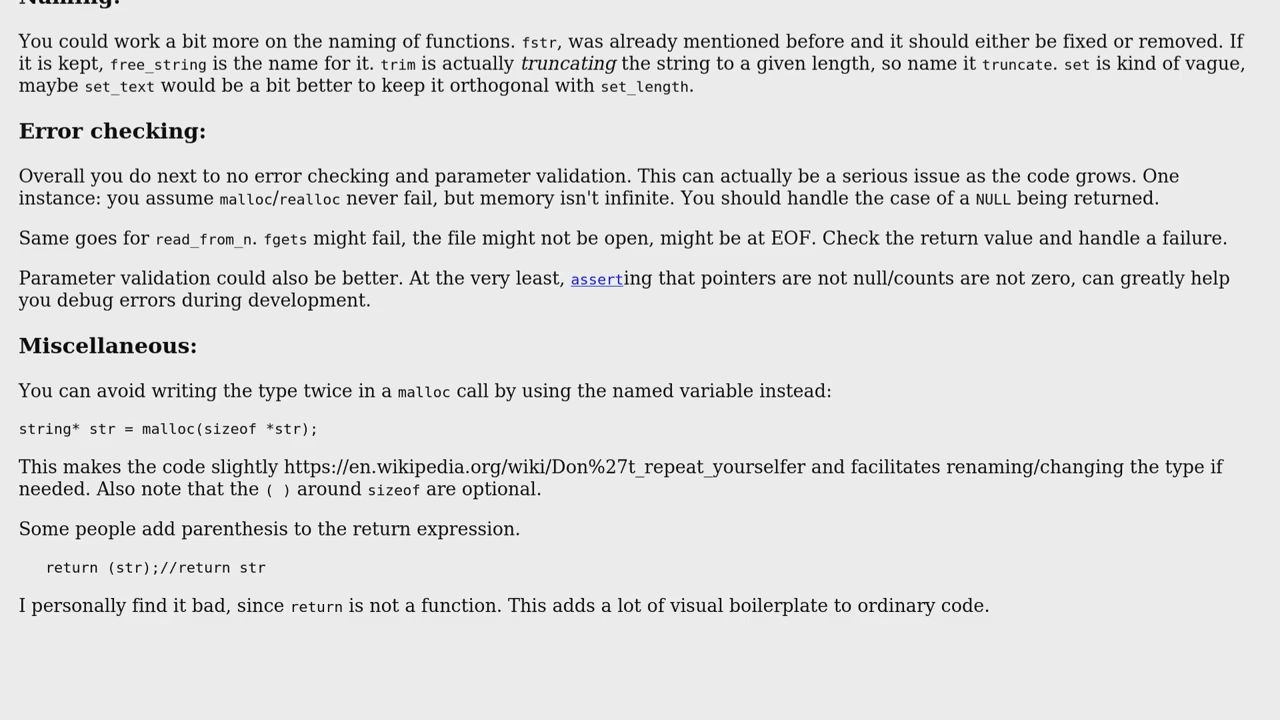 Naming:
You could work a bit more on the naming of functions. fstr, was already mentioned before and it should either be fixed or removed. If
it is kept, free_string is the name for it. trim is actually truncating the string to a given length, so name it truncate. set is kind of vague,
maybe set_text would be a bit better to keep it orthogonal with set_length.
Error checking:
Overall you do next to no error checking and parameter validation. This can actually be a serious issue as the code grows. One
instance: you assume malloc/realloc never fail, but memory isn't infinite. You should handle the case of a NULL being returned.
Same goes for read_from_n. fgets might fail, the file might not be open, might be at EOF. Check the return value and handle a failure.
Parameter validation could also be better. At the very least, asserting that pointers are not null/counts are not zero, can greatly help
you debug errors during development.
Miscellaneous:
You can avoid writing the type twice in a malloc call by using the named variable instead:
string* str = malloc(sizeof *str);
This makes the code slightly https://en.wikipedia.org/wiki/Don%27t_repeat_yourselfer and facilitates renaming/changing the type if
needed. Also note that the ( ) around sizeof are optional.
Some people add parenthesis to the return expression.
return (str);//return str
I personally find it bad, since return is not a function. This adds a lot of visual boilerplate to ordinary code.